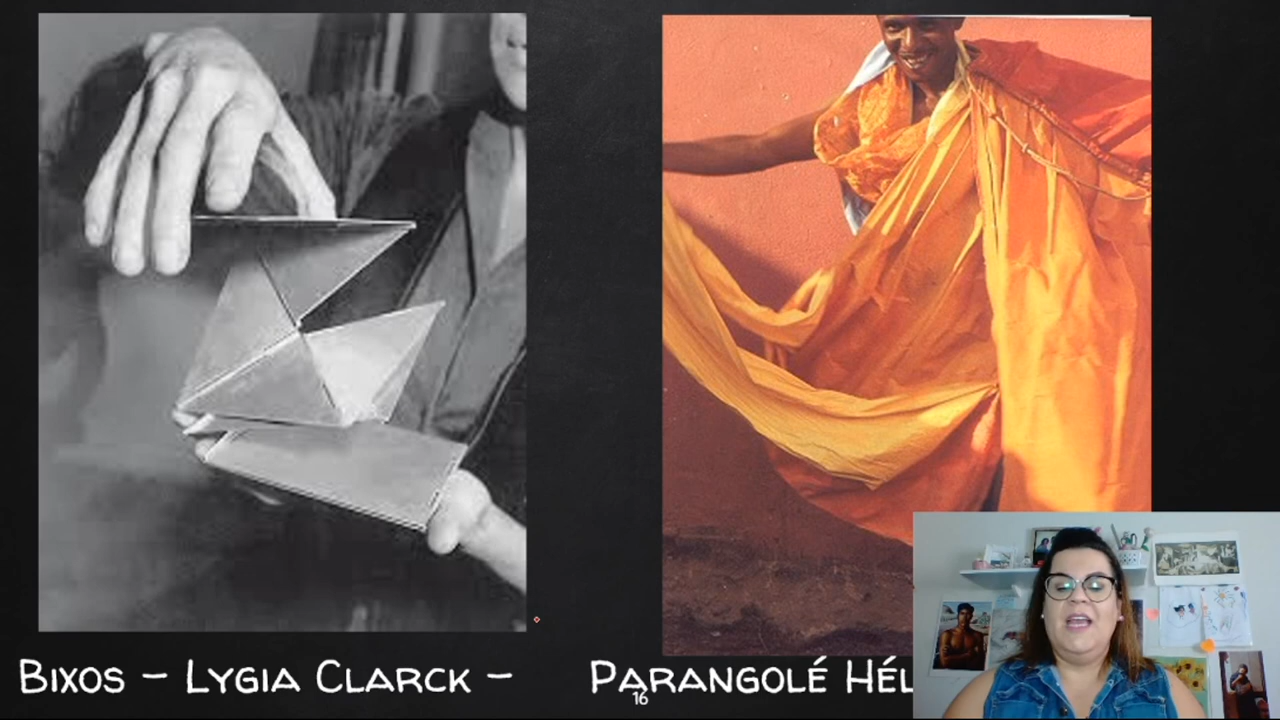 Bixos – Lygia Clarck –
Parangolé Hél
16